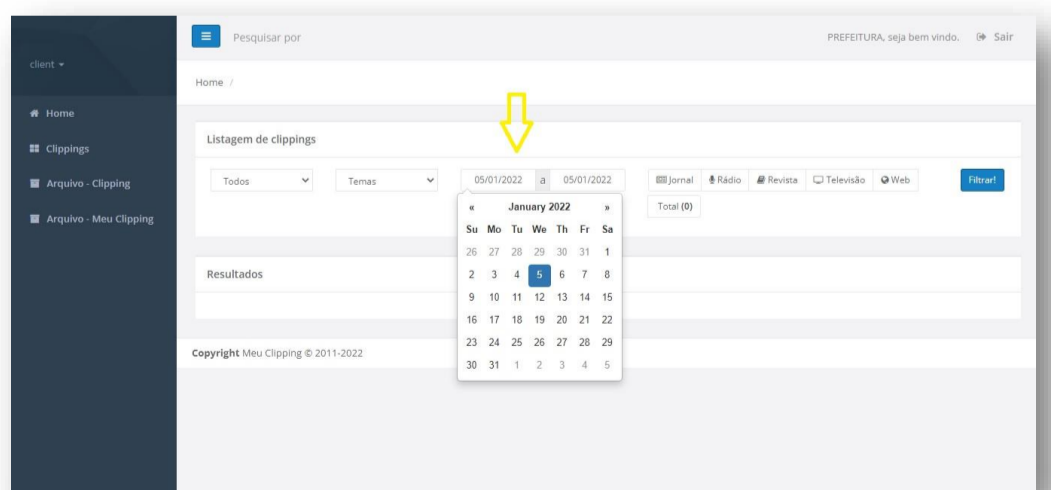 Pesquisar por
PREFEITURA, seja bem vindo.
Sair
client
Home
Clippings
Arquivo - Clipping
Arquivo - Meu Clipping
Home /
Listagem de clippings
Todos
Temas
05/01/2022 a 05/01/2022
Jornal
Rádio
Revista
Televisão
Web
Total (0)
Filtrar!
« January 2022 »
Su Mo Tu We Th Fr Sa
26 27 28 29 30 31 1
2 3 4 5 6 7 8
9 10 11 12 13 14 15
16 17 18 19 20 21 22
23 24 25 26 27 28 29
30 31 1 2 3 4 5
Resultados
Copyright Meu Clipping © 2011-2022